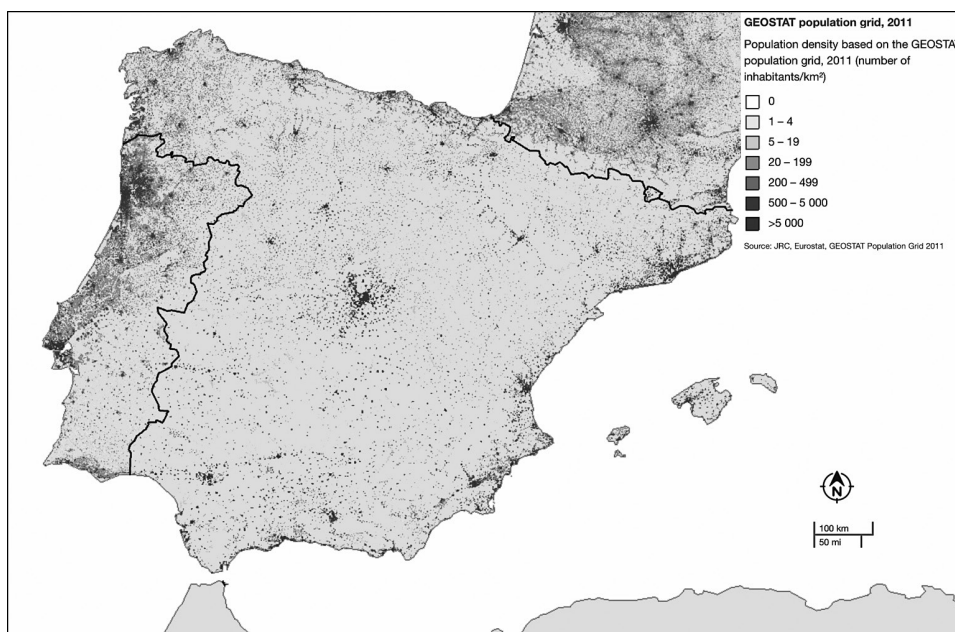 GEOSTAT population grid, 2011
Population density based on the GEOSTA
population grid, 2011 (number of
inhabitants/km²)
0
1 – 4
5 – 19
20 – 199
200 – 499
500 – 5 000
>5 000
Source: JRC, Eurostat, GEOSTAT Population Grid 2011
N
100 km
50 mi